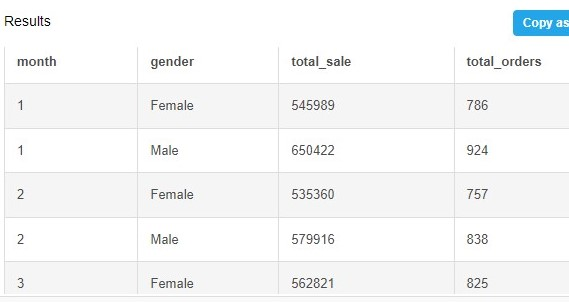 Results
Copy as
month gender total_sale total_orders
1 Female 545989 786
1 Male 650422 924
2 Female 535360 757
2 Male 579916 838
3 Female 562821 825